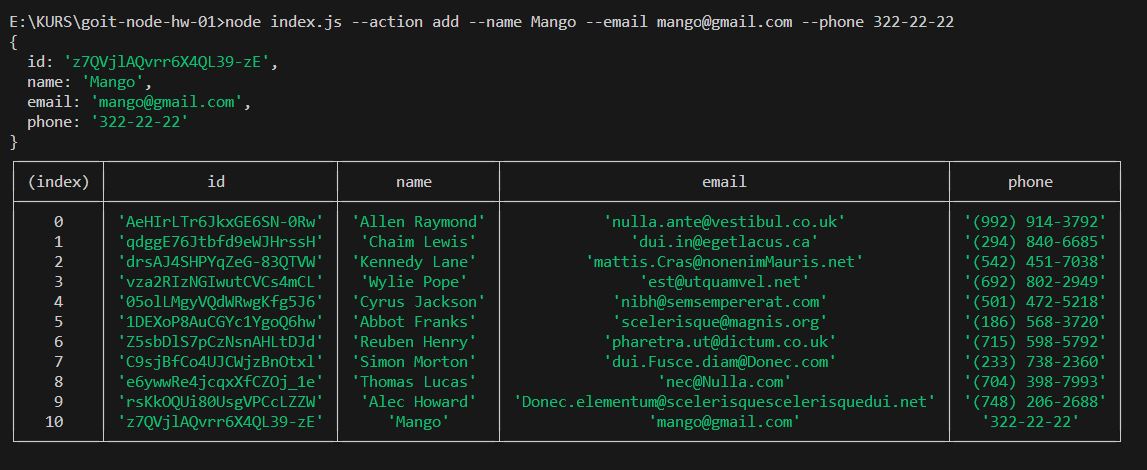 E:\KURS\goit-node-hw-01>node index.js --action add --name Mango --email mango@gmail.com --phone 322-22-22
{
  id: 'z7QVjlAQvrr6X4QL39-zE',
  name: 'Mango',
  email: 'mango@gmail.com',
  phone: '322-22-22'
}
(index) id name email phone
0 'AeHIrLTr6JkxGE6SN-0Rw' 'Allen Raymond' 'nulla.ante@vestibul.co.uk' '(992) 914-3792'
1 'qdggE76Jtbfd9eWJHrssH' 'Chaim Lewis' 'dui.in@egetlacus.ca' '(294) 840-6685'
2 'drsAJ4SHPYqZeG-83QTVW' 'Kennedy Lane' 'mattis.Cras@nonenimMauris.net' '(542) 451-7038'
3 'vza2RIzNGIwutCVCs4mCL' 'Wylie Pope' 'est@utquamvel.net' '(692) 802-2949'
4 '05olLMgyVQdWRwgKfg5J6' 'Cyrus Jackson' 'nibh@semsempererat.com' '(501) 472-5218'
5 '1DEXoP8AuCGYc1YgoQ6hw' 'Abbot Franks' 'scelerisque@magnis.org' '(186) 568-3720'
6 'Z5sbDlS7pCzNsnAHLtDJd' 'Reuben Henry' 'pharetra.ut@dictum.co.uk' '(715) 598-5792'
7 'C9sjBfCo4UJCWjzBnOtxl' 'Simon Morton' 'dui.Fusce.diam@Donec.com' '(233) 738-2360'
8 'e6ywwRe4jcqxXfCZOj_1e' 'Thomas Lucas' 'nec@Nulla.com' '(704) 398-7993'
9 'rsKkOQUi80UsgVPCcLZZW' 'Alec Howard' 'Donec.elementum@scelerisquescelerisquedui.net' '(748) 206-2688'
10 'z7QVjlAQvrr6X4QL39-zE' 'Mango' 'mango@gmail.com' '322-22-22'